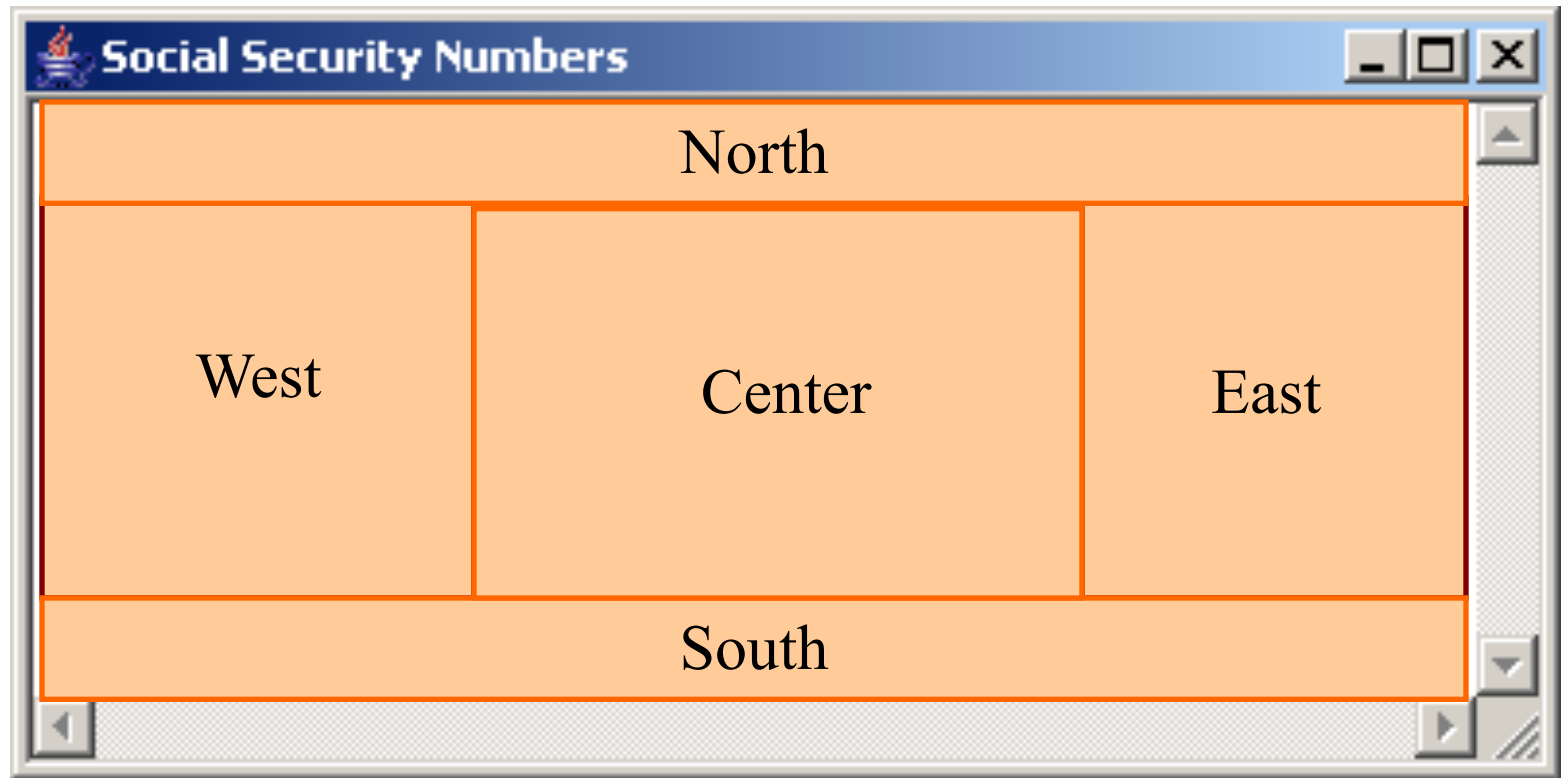 Social Security Numbers
North
West
Center
East
South